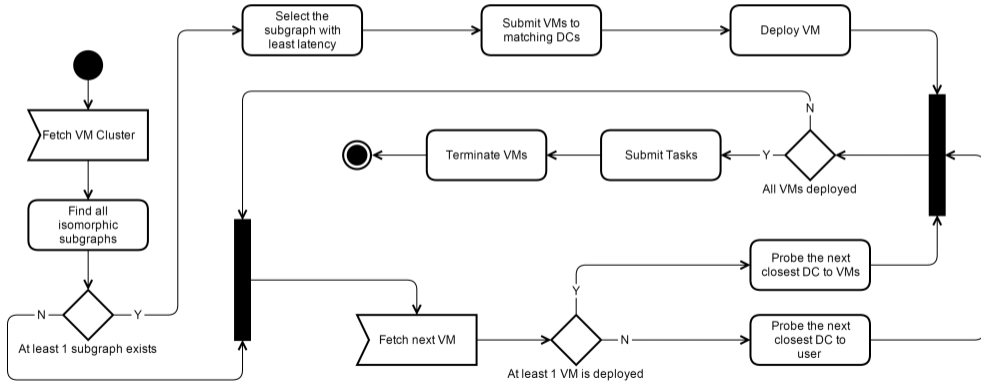 Select the
subgraph with
least latency
Submit VMs to
matching DCs
Deploy VM
Fetch VM Cluster
N
Terminate VMs
Submit Tasks
Y
All VMs deployed
Find all
isomorphic
subgraphs
Probe the next
closest DC to VMs
Y
N
Y
At least 1 subgraph exists
Fetch next VM
N
Probe the next
closest DC to
user
At least 1 VM is deployed